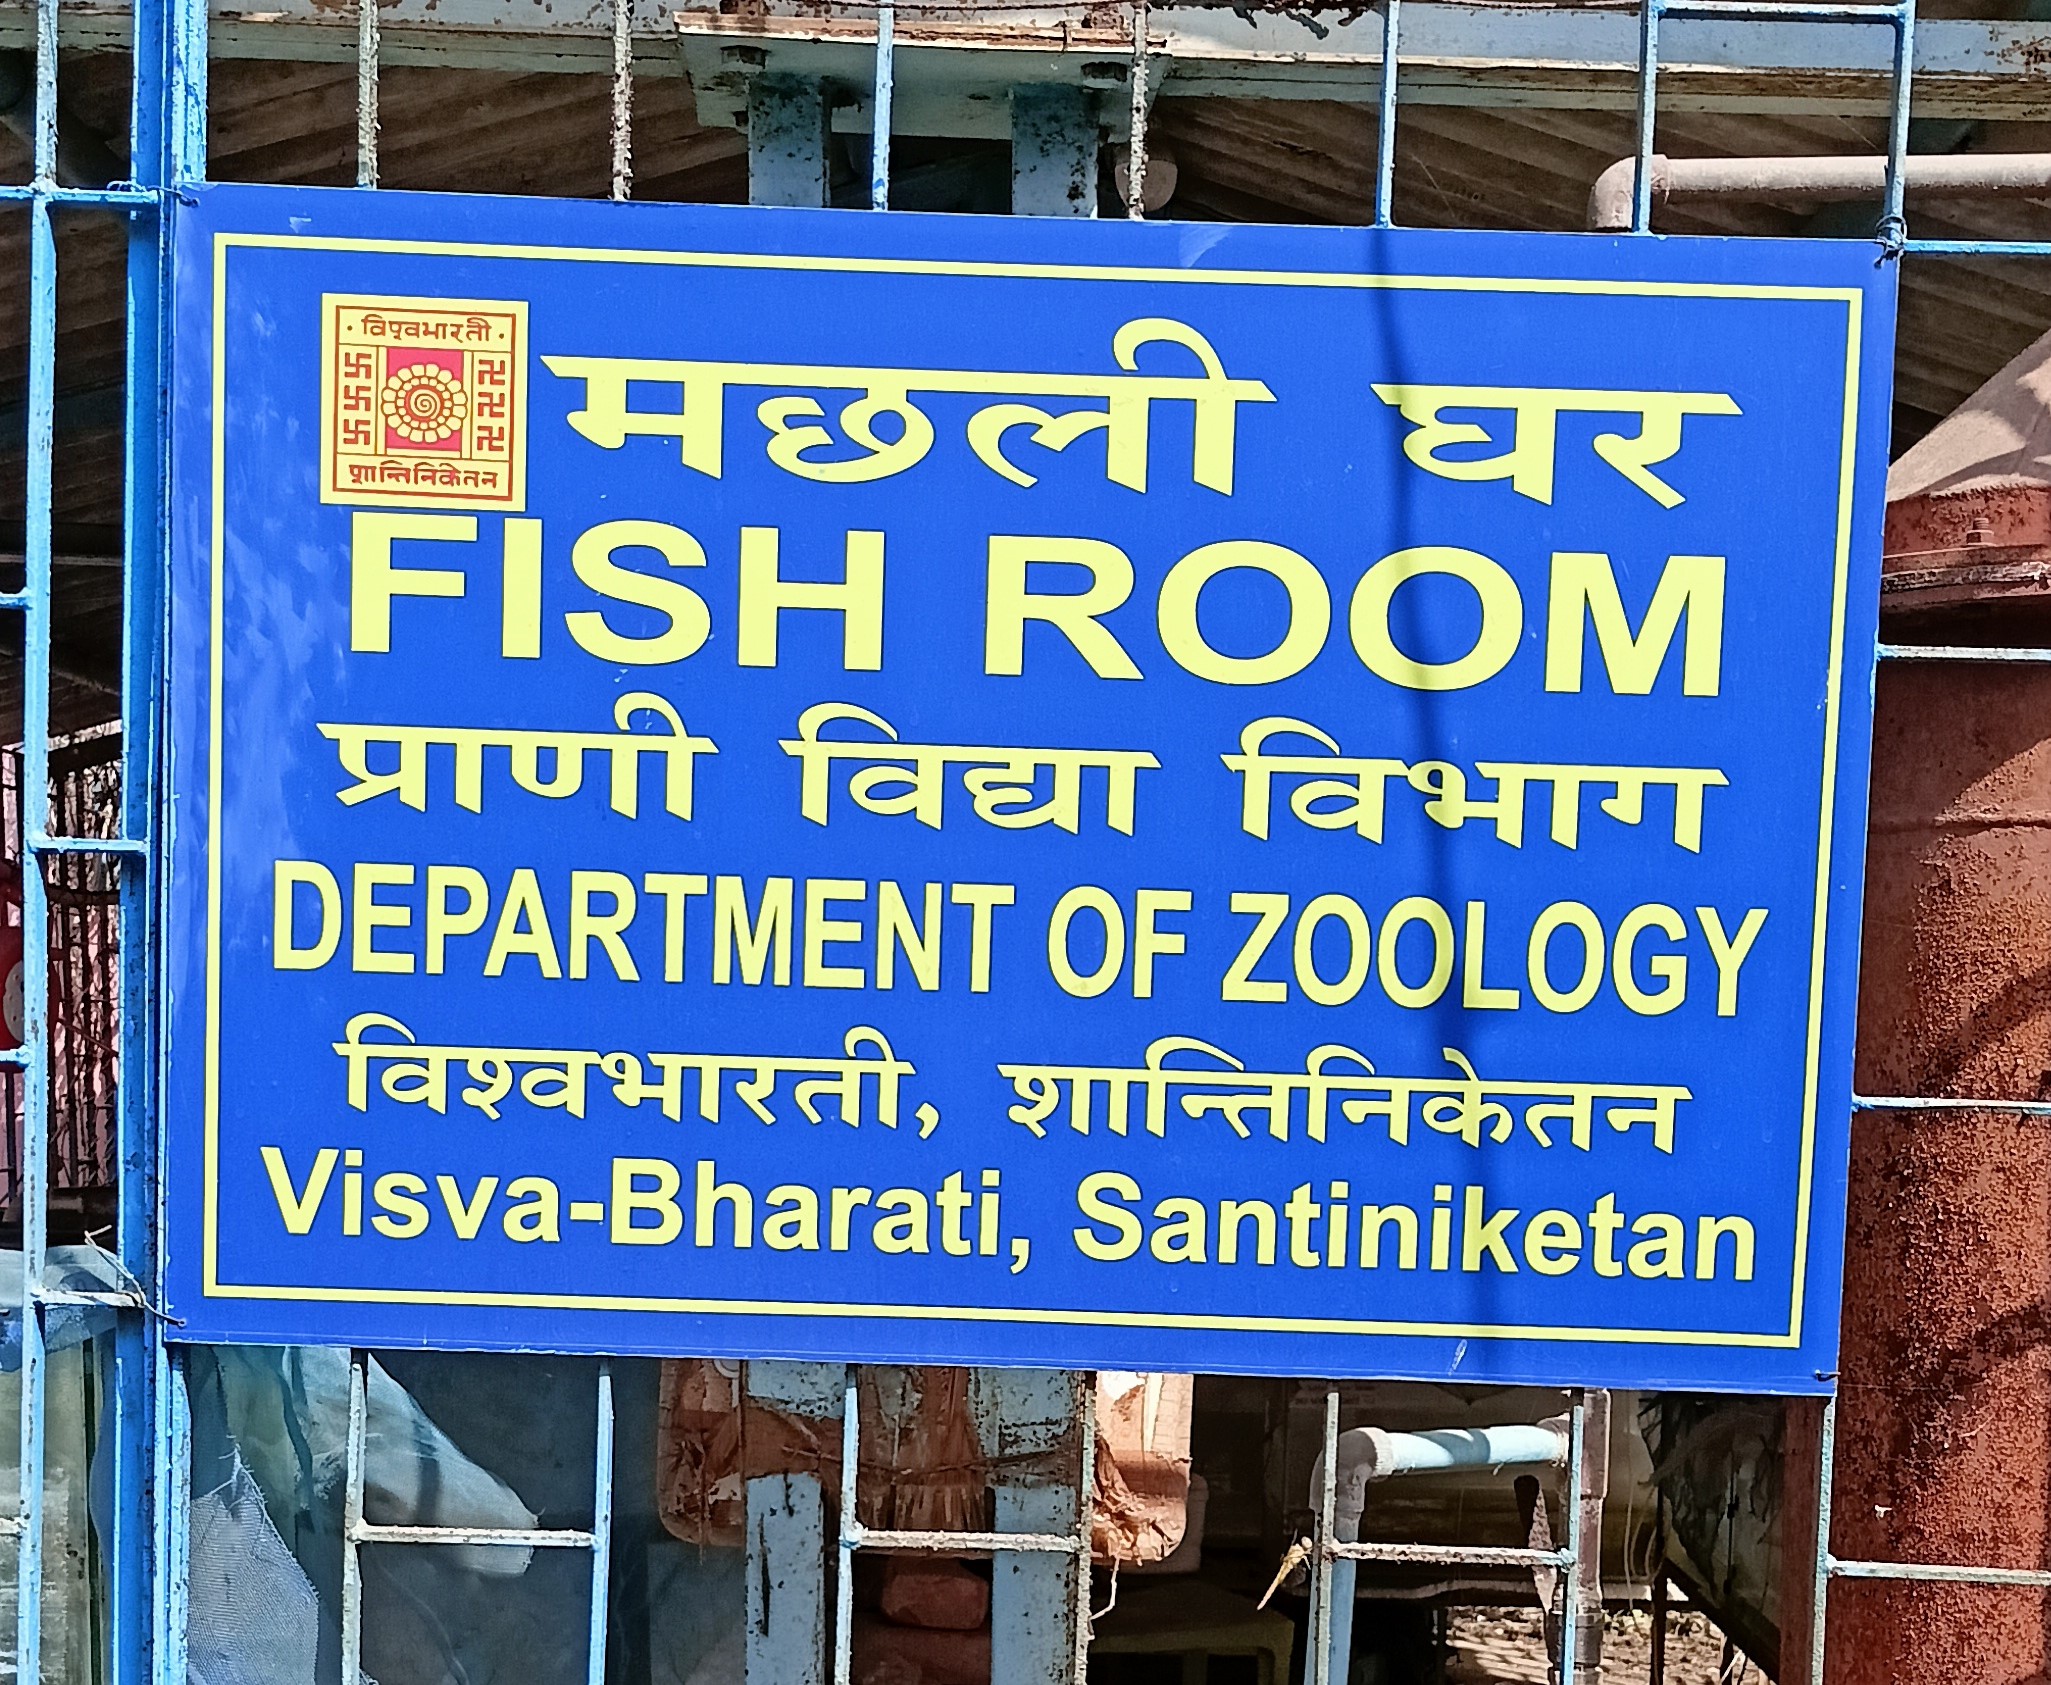 विश्वभारती
शान्तिनिकेतन
मछली घर
FISH ROOM
प्राणी विद्या विभाग
DEPARTMENT OF ZOOLOGY
विश्वभारती, शान्तिनिकेतन
Visva-Bharati, Santiniketan